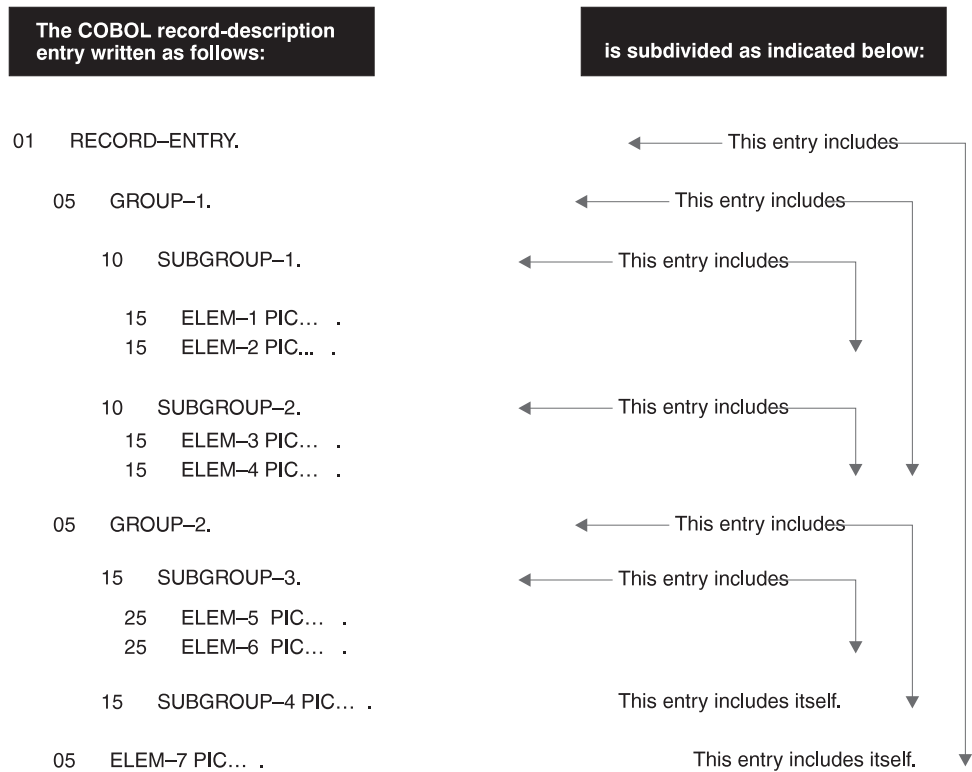 The COBOL record-description
entry written as follows:
is subdivided as indicated below:
01 RECORD–ENTRY. This entry includes
05 GROUP–1. This entry includes
10 SUBGROUP–1. This entry includes
15 ELEM–1 PIC... .
15 ELEM–2 PIC... .
10 SUBGROUP–2. This entry includes
15 ELEM–3 PIC... .
15 ELEM–4 PIC... .
05 GROUP–2. This entry includes
15 SUBGROUP–3. This entry includes
25 ELEM–5 PIC... .
25 ELEM–6 PIC... .
15 SUBGROUP–4 PIC... . This entry includes itself.
05 ELEM–7 PIC... . This entry includes itself.